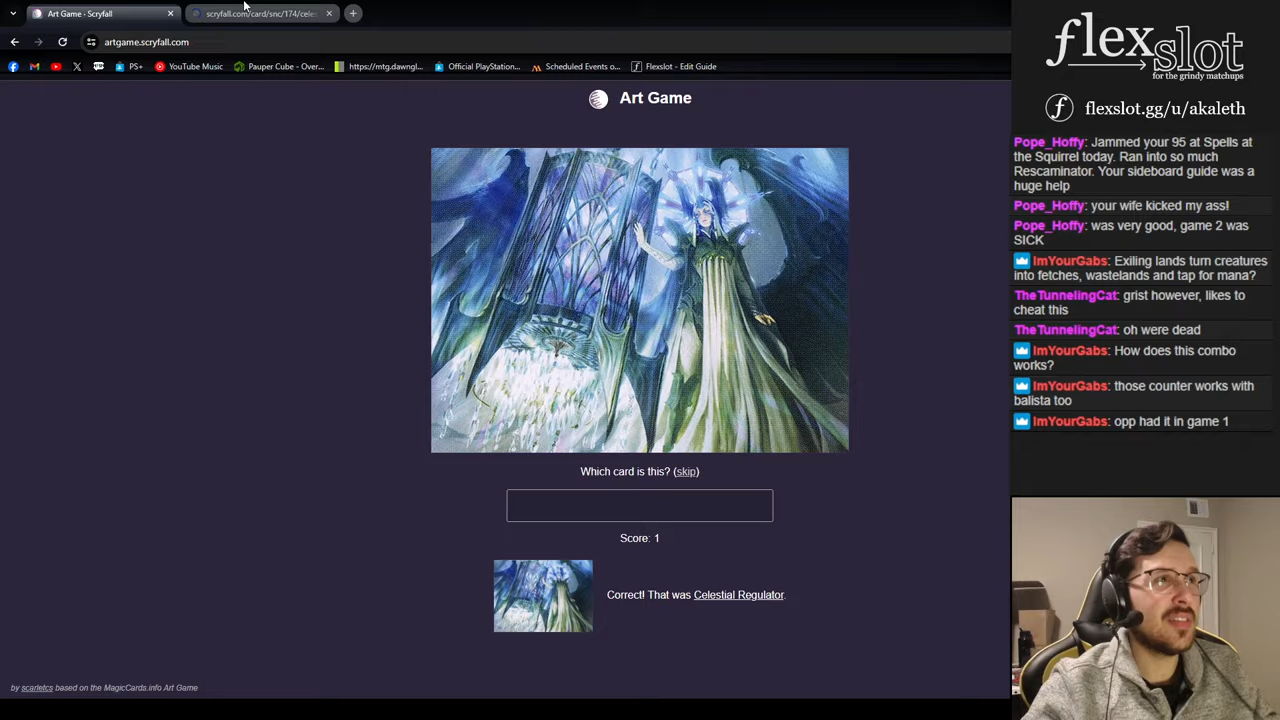 Art Game · Scryfall
scryfall.com/card/snc/174/celes
artgame.scryfall.com
PS+
YouTube Music
Pauper Cube - Over...
https://mtg.dawngl...
Official PlayStation...
Scheduled Events o...
Flexslot - Edit Guide
Art Game
Which card is this? (skip)
Score: 1
Correct! That was Celestial Regulator.
by scarletcs based on the MagicCards.info Art Game
flexslot
for the grindy matchups
flexslot.gg/u/akaleth
Pope_Hoffy: Jammed your 95 at Spells at
the Squirrel today. Ran into so much
Rescaminator. Your sideboard guide was a
huge help
Pope_Hoffy: your wife kicked my ass!
Pope_Hoffy: was very good, game 2 was
SICK
ImYourGabs: Exiling lands turn creatures
into fetches, wastelands and tap for mana?
TheTunnelingCat: grist however, likes to
cheat this
TheTunnelingCat: oh were dead
ImYourGabs: How does this combo
works?
ImYourGabs: those counter works with
balista too
ImYourGabs: opp had it in game 1